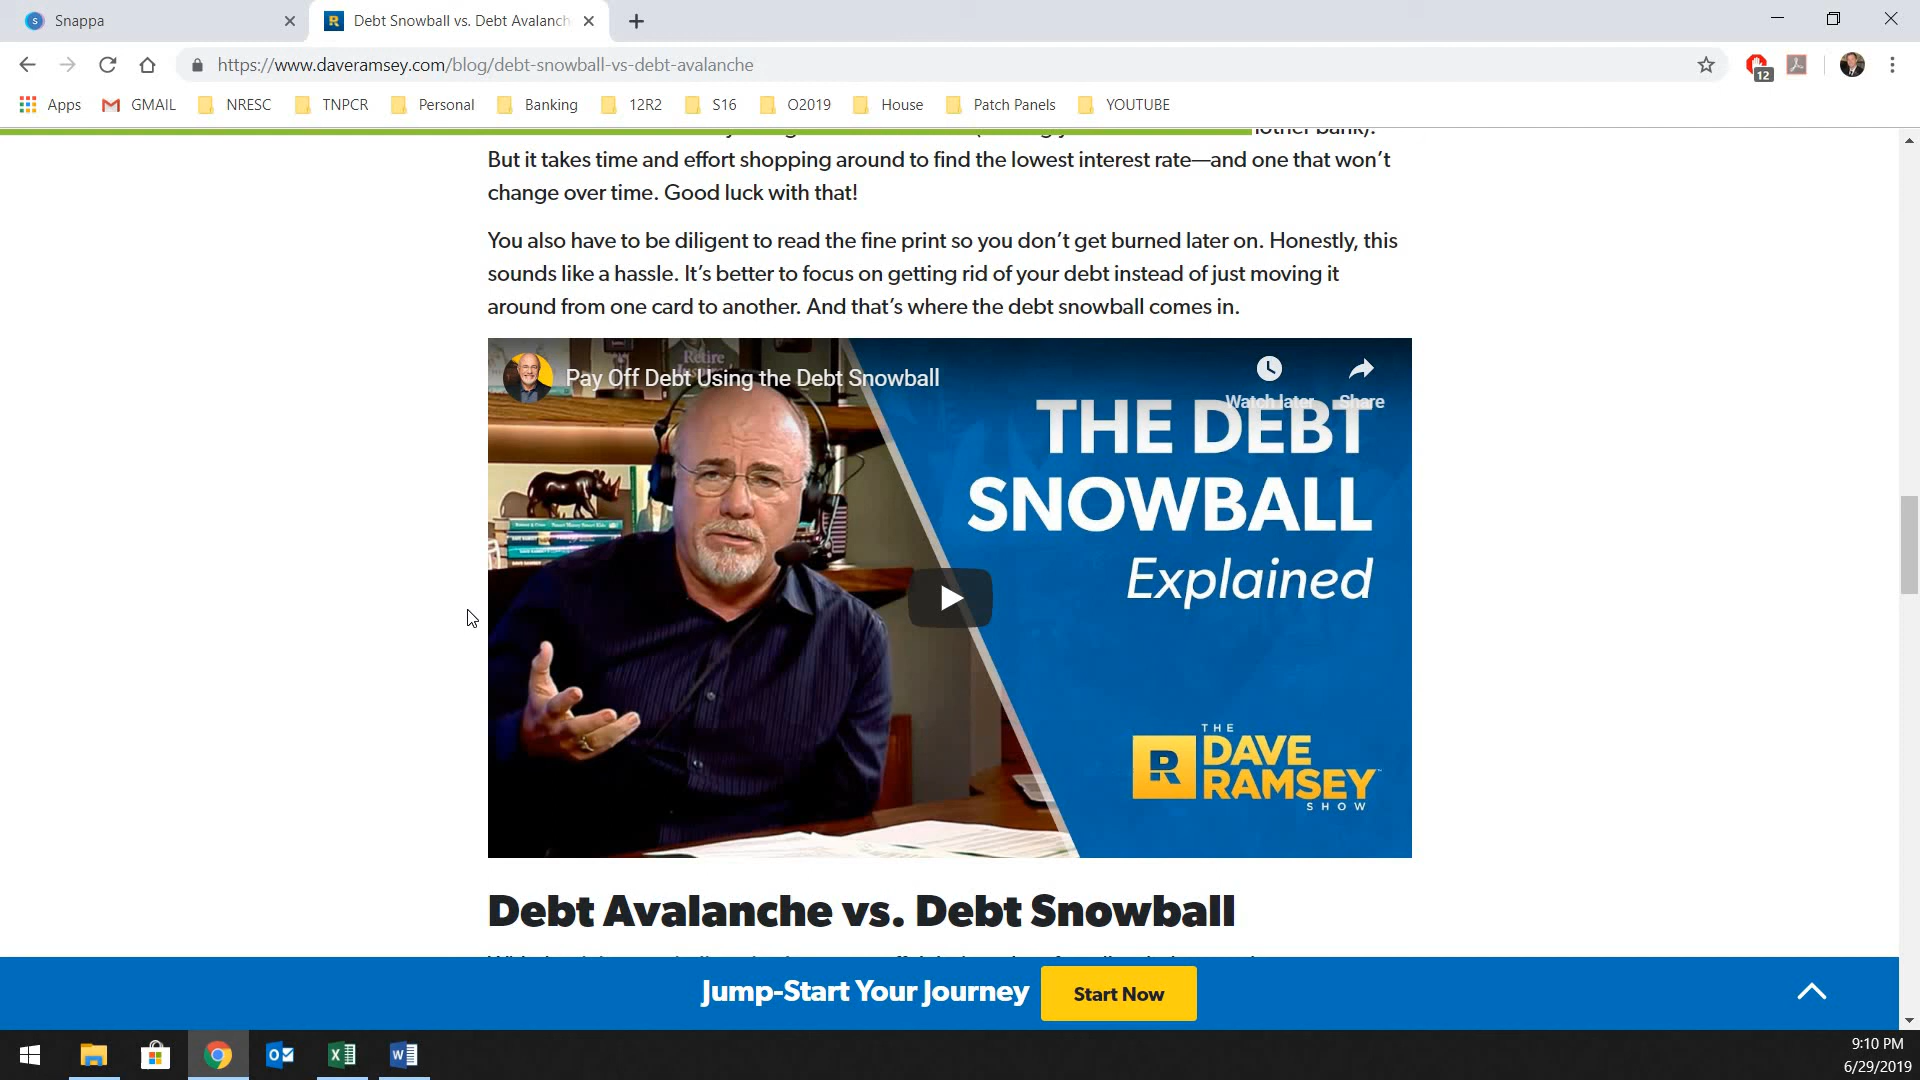 Snappa
Debt Snowball vs. Debt Avalanch
https://www.daveramsey.com/blog/debt-snowball-vs-debt-avalanche
12
Apps GMAIL NRESC TNPCR Personal Banking 12R2 S16 O2019 House Patch Panels YOUTUBE
But it takes time and effort shopping around to find the lowest interest rate—and one that won’t
change over time. Good luck with that!
You also have to be diligent to read the fine print so you don’t get burned later on. Honestly, this
sounds like a hassle. It’s better to focus on getting rid of your debt instead of just moving it
around from one card to another. And that’s where the debt snowball comes in.
Retire
Pay Off Debt Using the Debt Snowball
Watch later Share
THE DEBT
SNOWBALL
Explained
THE
R DAVE
RAMSEY
SHOW
Debt Avalanche vs. Debt Snowball
Jump-Start Your Journey Start Now
9:10 PM
6/29/2019